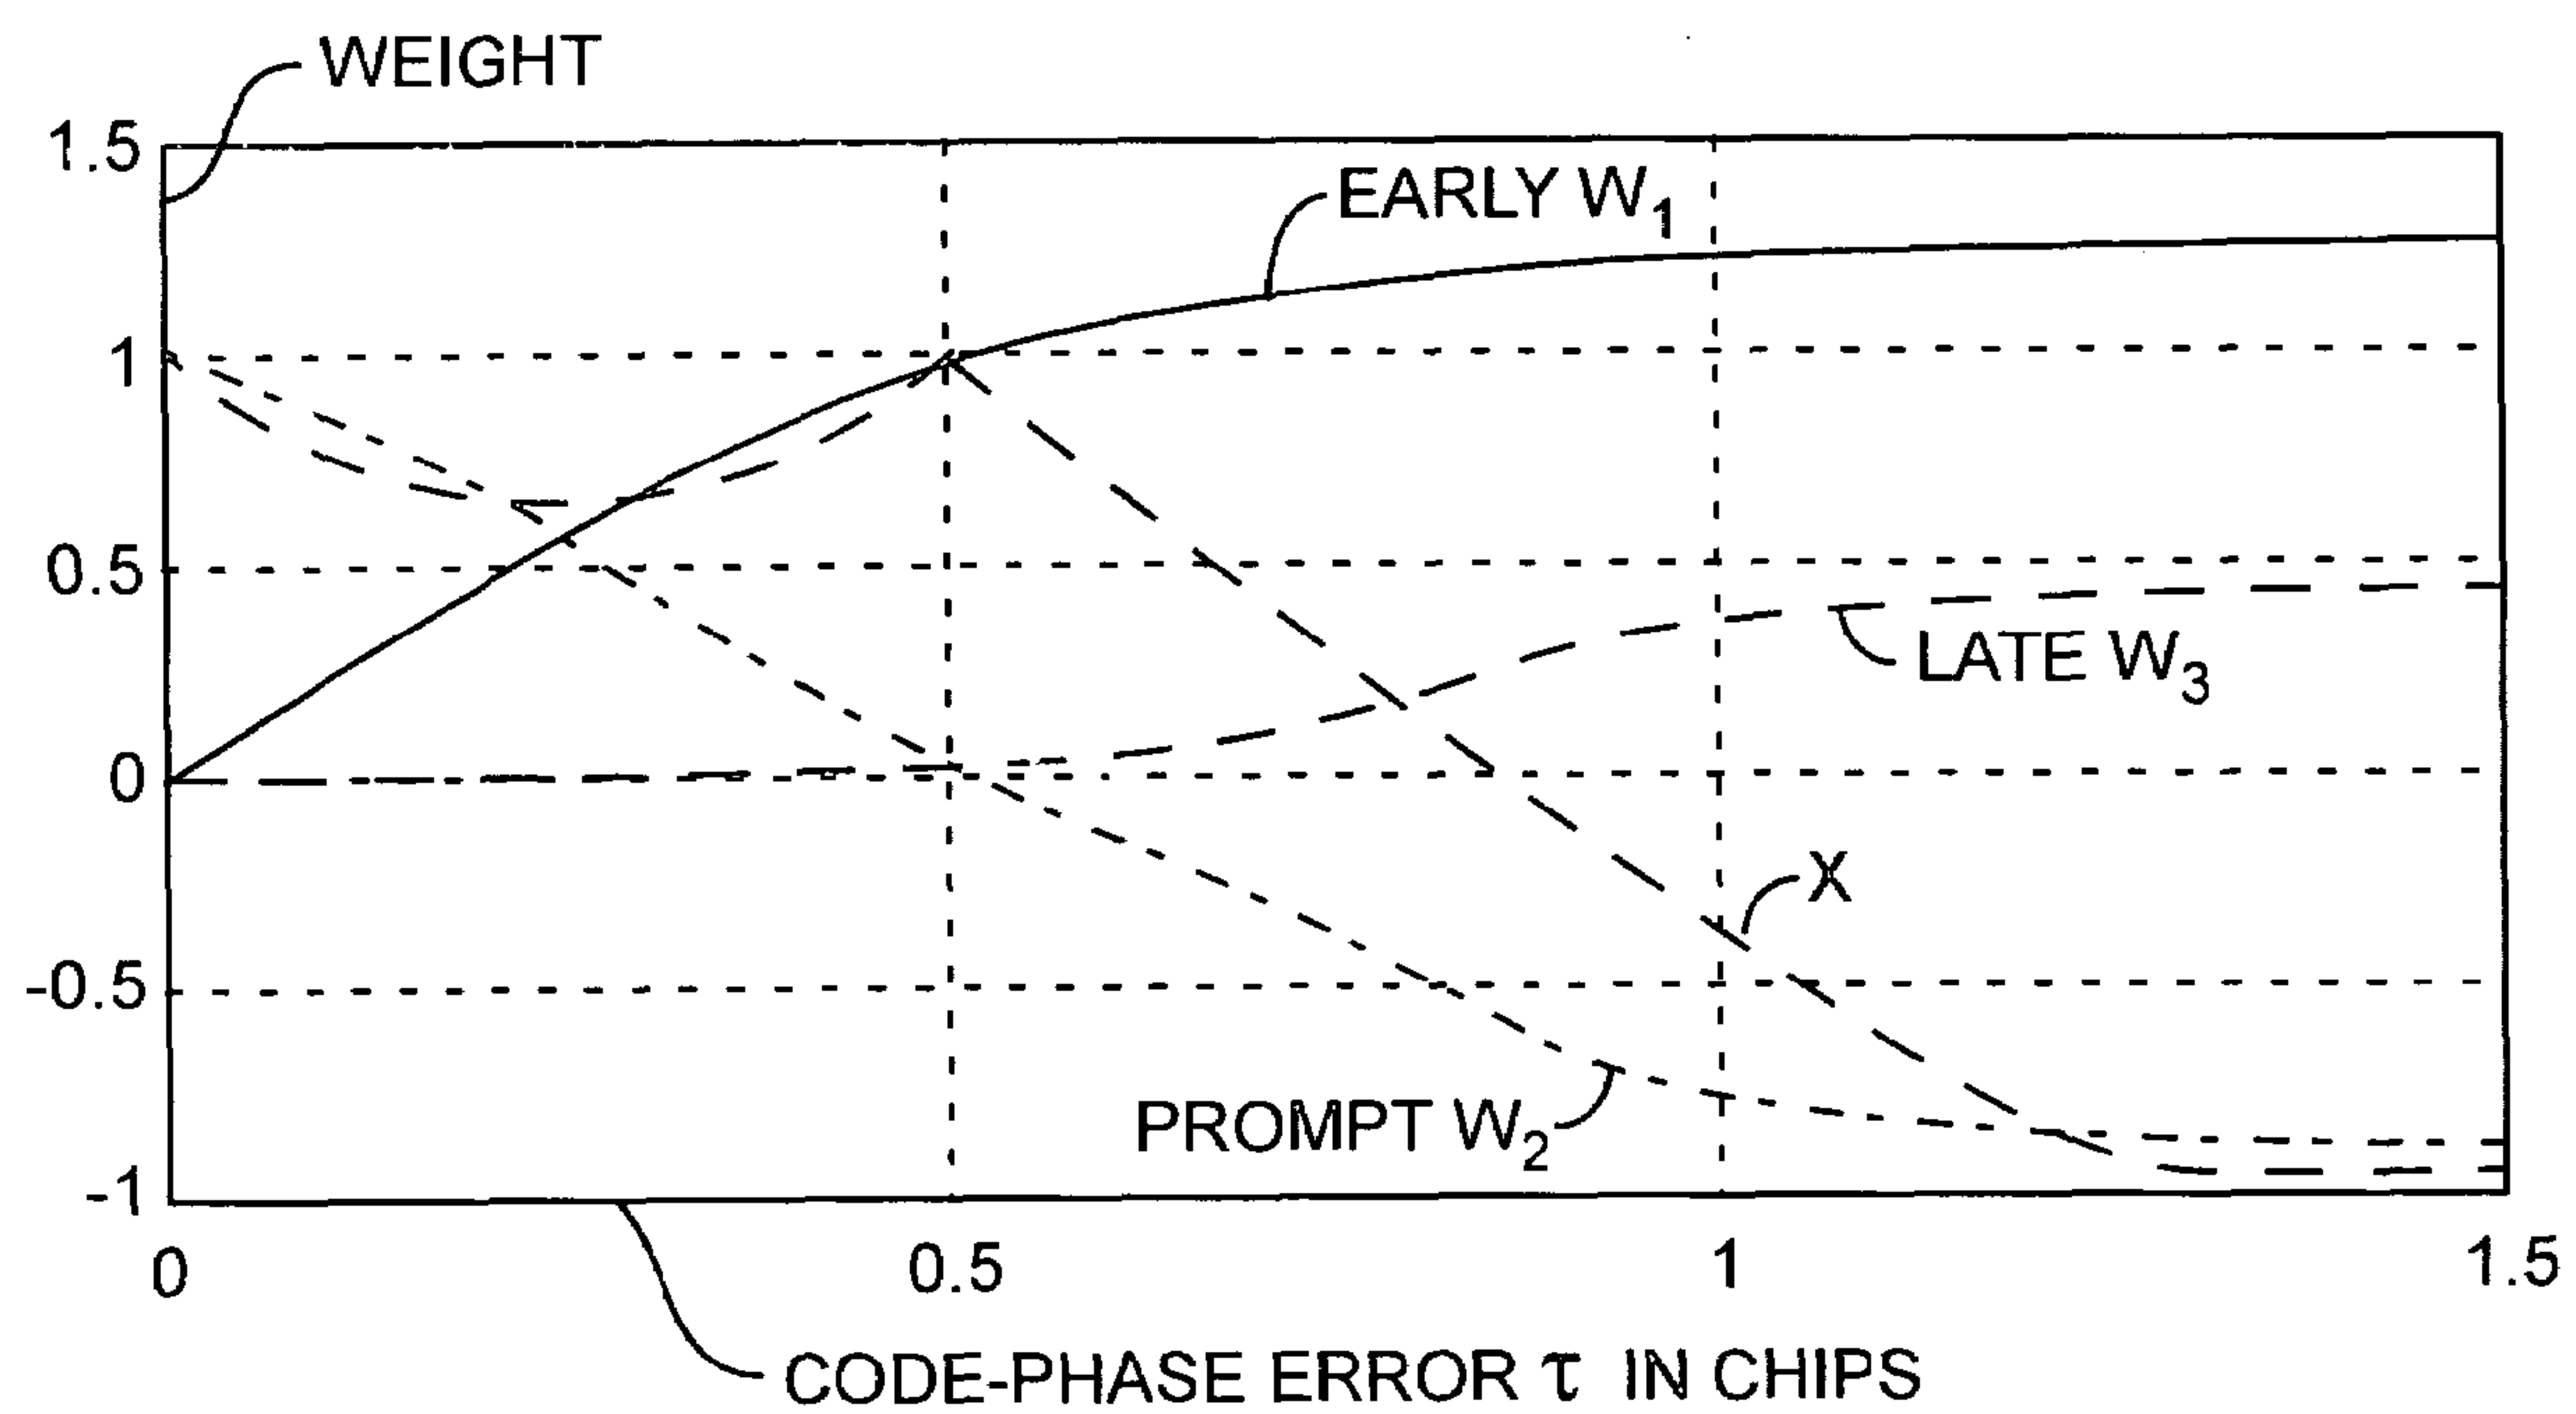 WEIGHT
1.5
EARLY W1
1
0.5
LATE W3
0
X
-0.5
PROMPT W2
-1
0 0.5 1 1.5
CODE-PHASE ERROR τ IN CHIPS